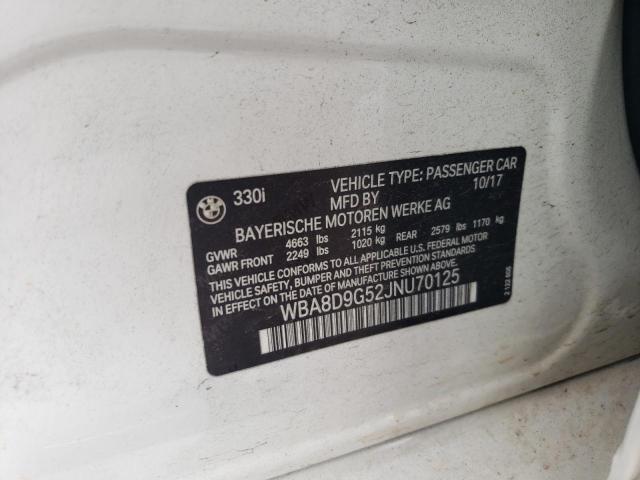 330i VEHICLE TYPE: PASSENGER CAR
MFD BY 10/17
BAYERISCHE MOTOREN WERKE AG
GVWR 4663 lbs 2115 kg
GAWR FRONT 2249 lbs 1020 kg REAR 2579 lbs 1170 kg
THIS VEHICLE CONFORMS TO ALL APPLICABLE U.S. FEDERAL MOTOR
VEHICLE SAFETY, BUMPER, AND THEFT PREVENTION STANDARDS
IN EFFECT ON THE DATE OF MANUFACTURE SHOWN ABOVE.
WBA8D9G52JNU70125